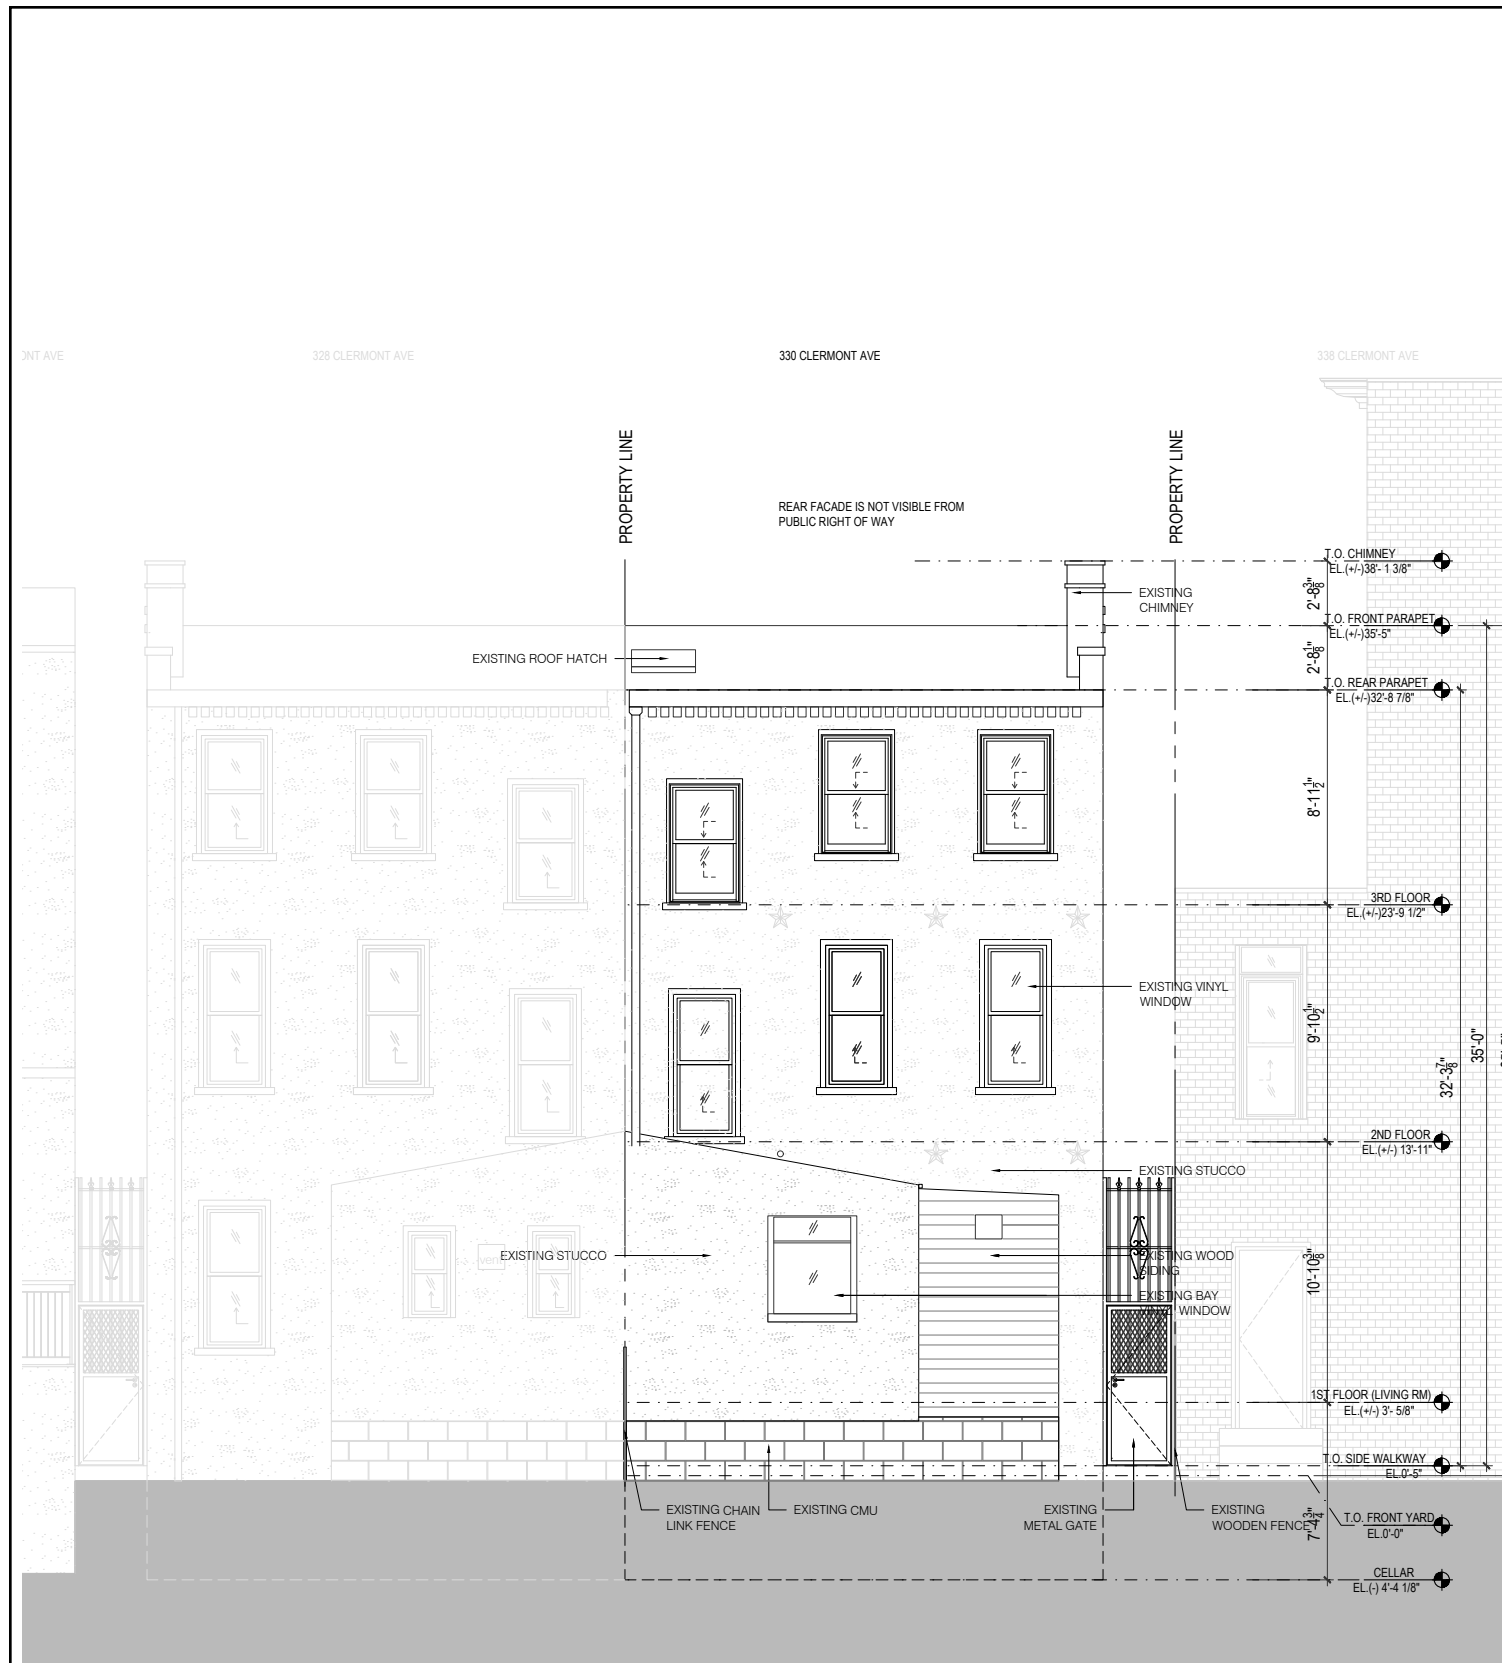 ONT AVE
328 CLERMONT AVE
330 CLERMONT AVE
338 CLERMONT AVE
PROPERTY LINE
PROPERTY LINE
REAR FACADE IS NOT VISIBLE FROM
PUBLIC RIGHT OF WAY
T.O. CHIMNEY
EL.(+/-)38'- 1 3/8"
2'-8 3/8"
EXISTING
CHIMNEY
T.O. FRONT PARAPET
EL.(+/-)35'-5"
2'-8 1/8"
EXISTING ROOF HATCH
T.O. REAR PARAPET
EL.(+/-)32'-8 7/8"
8'-11 1/2"
3RD FLOOR
EL.(+/-)23'-9 1/2"
EXISTING VINYL
WINDOW
9'-10 1/2"
35'-0"
32'-3 7/8"
2ND FLOOR
EL.(+/-) 13'-11"
EXISTING STUCCO
EXISTING STUCCO
vent
EXISTING WOOD
SIDING
10'-10 3/8"
EXISTING BAY
VINYL WINDOW
1ST FLOOR (LIVING RM)
EL.(+/-) 3'- 5/8"
T.O. SIDE WALKWAY
EL.0'-5"
EXISTING CHAIN
LINK FENCE
EXISTING CMU
EXISTING
METAL GATE
EXISTING
WOODEN FENCE
7'-4 3/4"
T.O. FRONT YARD
EL.0'-0"
CELLAR
EL.(-) 4'-4 1/8"